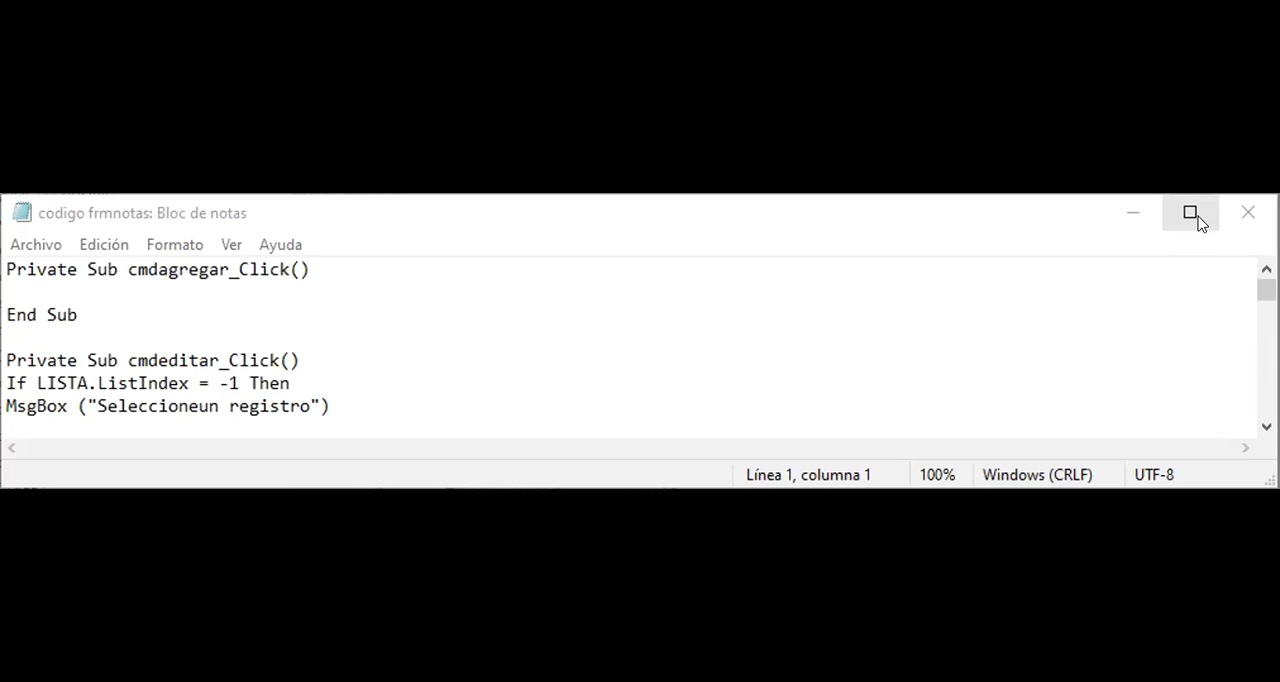 codigo frmnotas: Bloc de notas
Archivo Edición Formato Ver Ayuda
Private Sub cmdagregar_Click()
End Sub
Private Sub cmdeditar_Click()
If LISTA.ListIndex = -1 Then
MsgBox ("Seleccioneun registro")
Línea 1, columna 1 100% Windows (CRLF) UTF-8